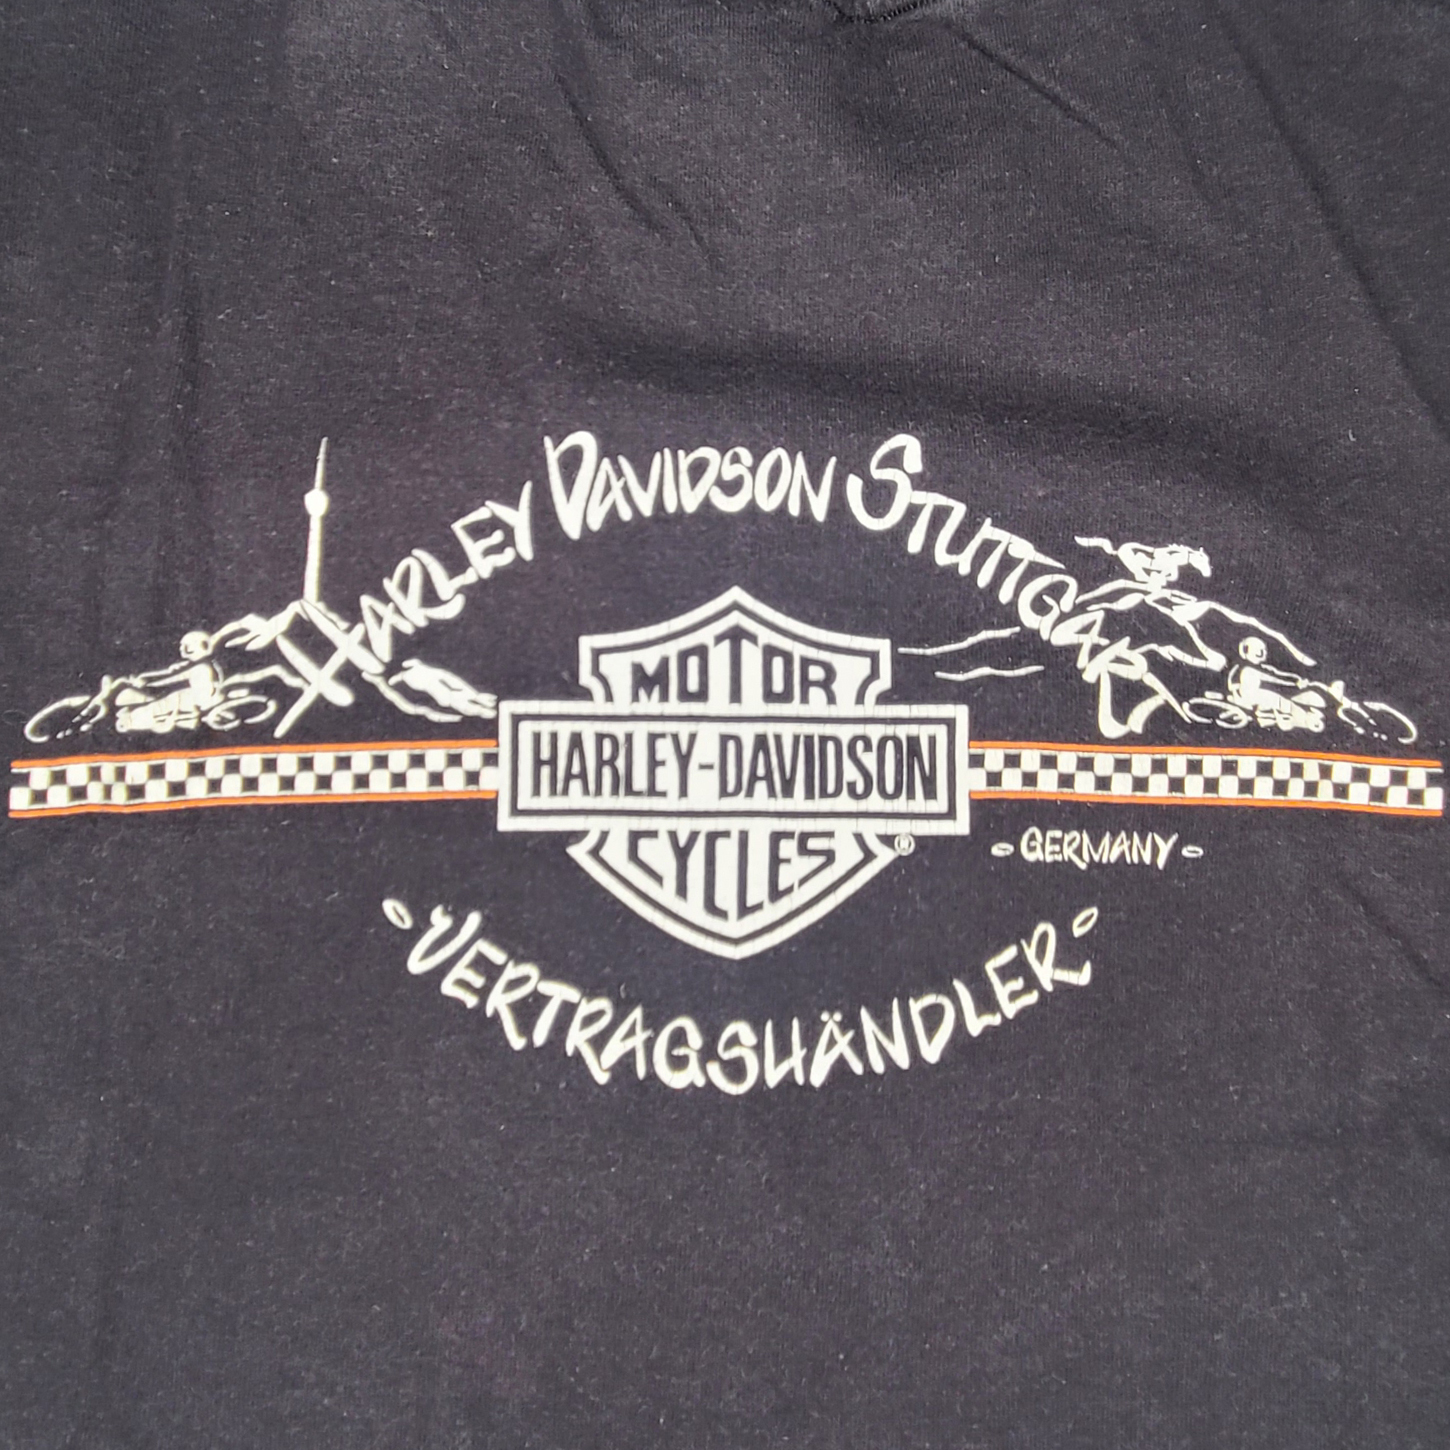 HARLEY DAVIDSON STUTTGART
MOTOR
HARLEY-DAVIDSON
CYCLES
®
- GERMANY -
- VERTRAGSHÄNDLER -